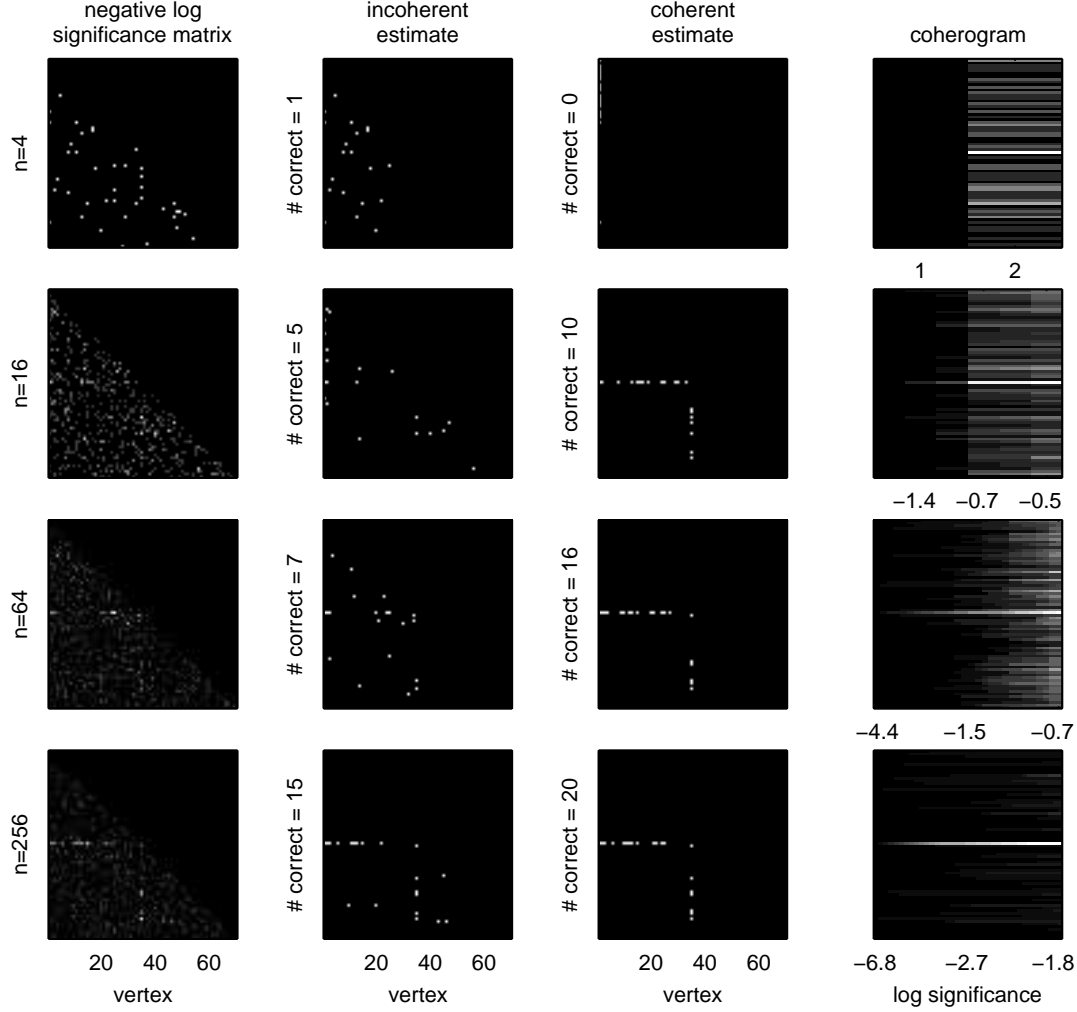 negative log
significance matrix
incoherent
estimate
coherent
estimate
coherogram
n=4
# correct = 1
# correct = 0
1 2
n=16
# correct = 5
# correct = 10
−1.4 −0.7 −0.5
n=64
# correct = 7
# correct = 16
−4.4 −1.5 −0.7
n=256
# correct = 15
# correct = 20
20 40 60
vertex
20 40 60
vertex
20 40 60
vertex
−6.8 −2.7 −1.8
log significance